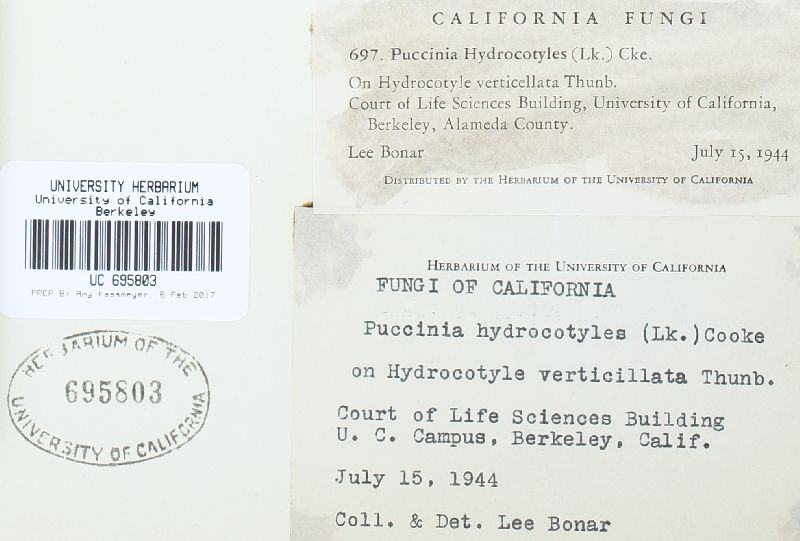 CALIFORNIA FUNGI
697. Puccinia Hydrocotyles (Lk.) Cke.
On Hydrocotyle verticellata Thunb.
Court of Life Sciences Building, University of California,
Berkeley, Alameda County.
Lee Bonar July 15, 1944
Distributed by the Herbarium of the University of California
UNIVERSITY HERBARIUM
University of California
Berkeley
UC 695803
PREP BY Amy Kasameyer, 6 Feb 2017
HERBARIUM OF THE
695803
UNIVERSITY OF CALIFORNIA
Herbarium of the University of California
FUNGI OF CALIFORNIA
Puccinia hydrocotyles (Lk.)Cooke
on Hydrocotyle verticillata Thunb.
Court of Life Sciences Building
U. C. Campus, Berkeley, Calif.
July 15, 1944
Coll. & Det. Lee Bonar